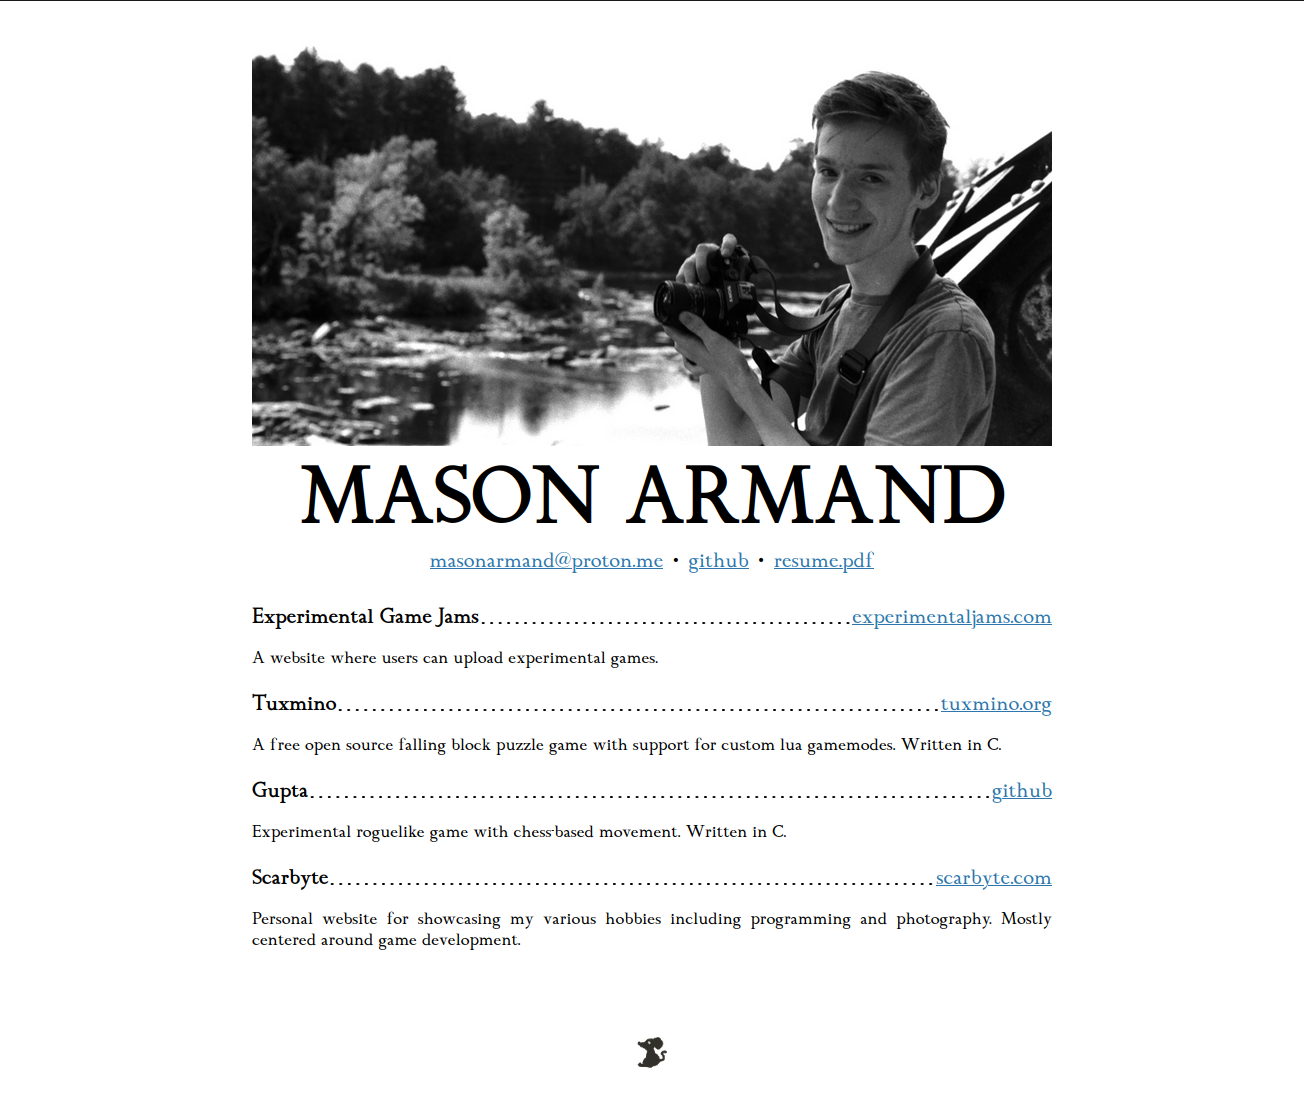 MASON ARMAND
masonarmand@proton.me • github • resume.pdf
Experimental Game Jams.....................................................experimentaljams.com
A website where users can upload experimental games.
Tuxmino......................................................................................tuxmino.org
A free open source falling block puzzle game with support for custom lua gamemodes. Written in C.
Gupta.................................................................................................github
Experimental roguelike game with chess-based movement. Written in C.
Scarbyte......................................................................................scarbyte.com
Personal website for showcasing my various hobbies including programming and photography. Mostly
centered around game development.